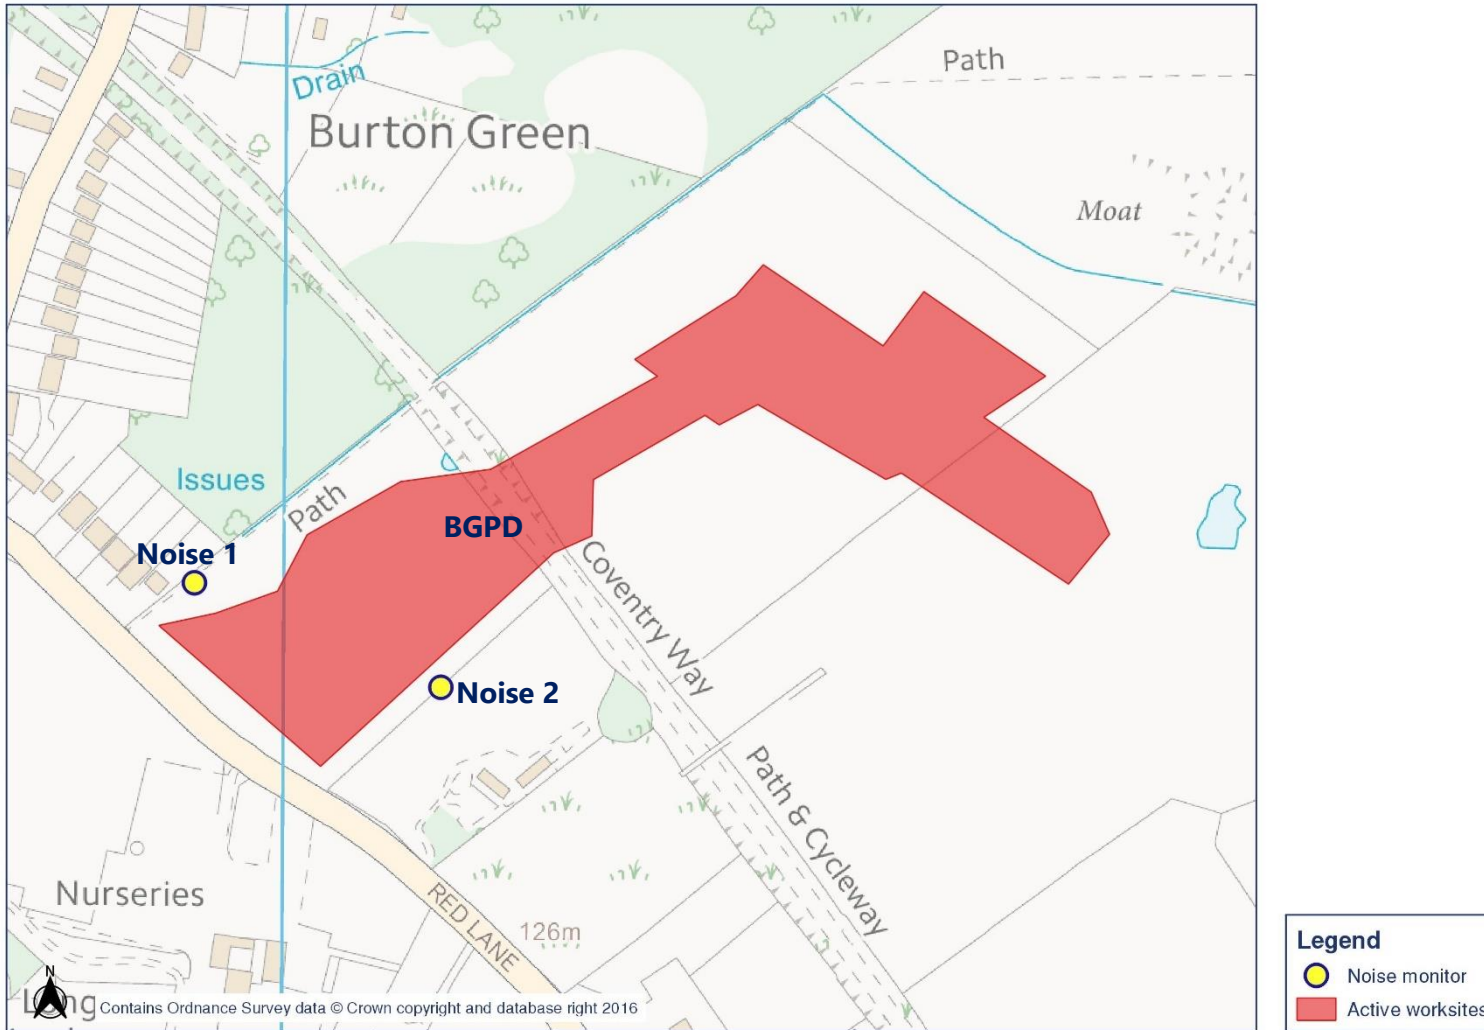 Path
Drain
Burton Green
Moat
Issues
Path
BGPD
Noise 1
Coventry Way
Noise 2
Path & Cycleway
Nurseries
RED LANE
126m
N
Contains Ordnance Survey data © Crown copyright and database right 2016
Legend
Noise monitor
Active worksites